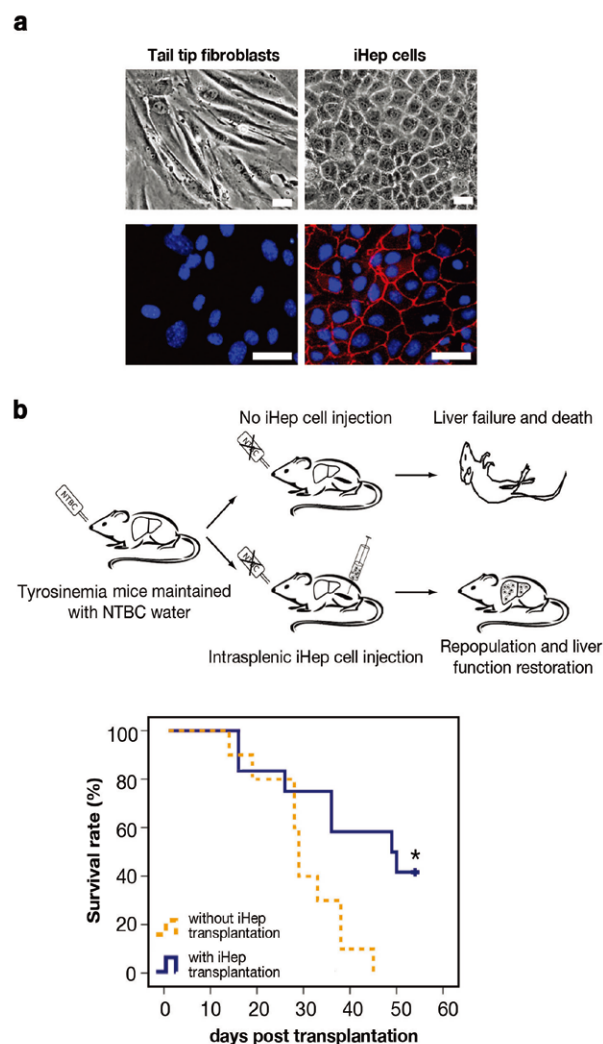 a
Tail tip fibroblasts
iHep cells
b
No iHep cell injection
Liver failure and death
NTBC
NTBC
Tyrosinemia mice maintained
with NTBC water
NTBC
Intrasplenic iHep cell injection
Repopulation and liver
function restoration
Survival rate (%)
100
80
60
40
20
0
*
without iHep
transplantation
with iHep
transplantation
0 10 20 30 40 50 60
days post transplantation